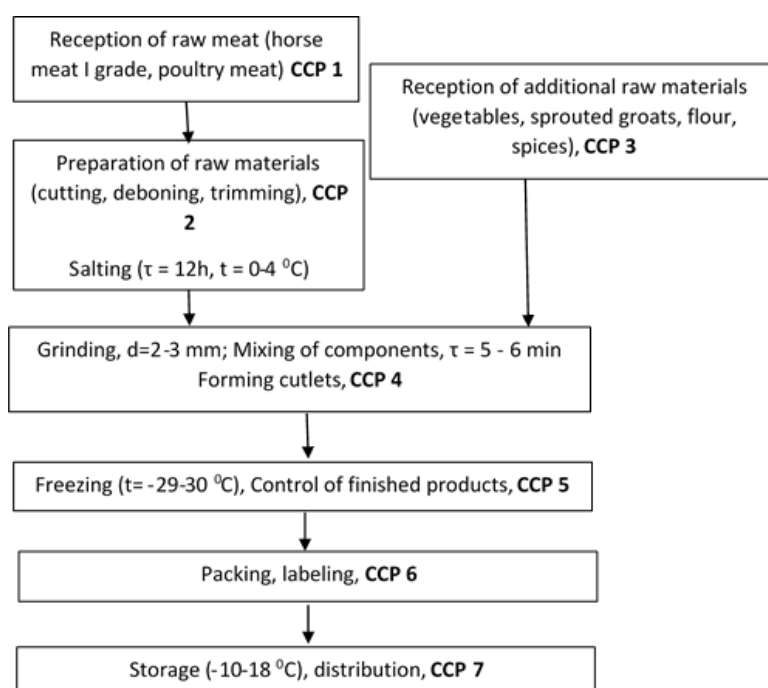 Reception of raw meat (horse
meat I grade, poultry meat) CCP 1
Reception of additional raw materials
(vegetables, sprouted groats, flour,
spices), CCP 3
Preparation of raw materials
(cutting, deboning, trimming), CCP
2
Salting (τ = 12h, t = 0-4 ⁰C)
Grinding, d=2-3 mm; Mixing of components, τ = 5 - 6 min
Forming cutlets, CCP 4
Freezing (t= -29-30 ⁰C), Control of finished products, CCP 5
Packing, labeling, CCP 6
Storage (-10-18 ⁰C), distribution, CCP 7